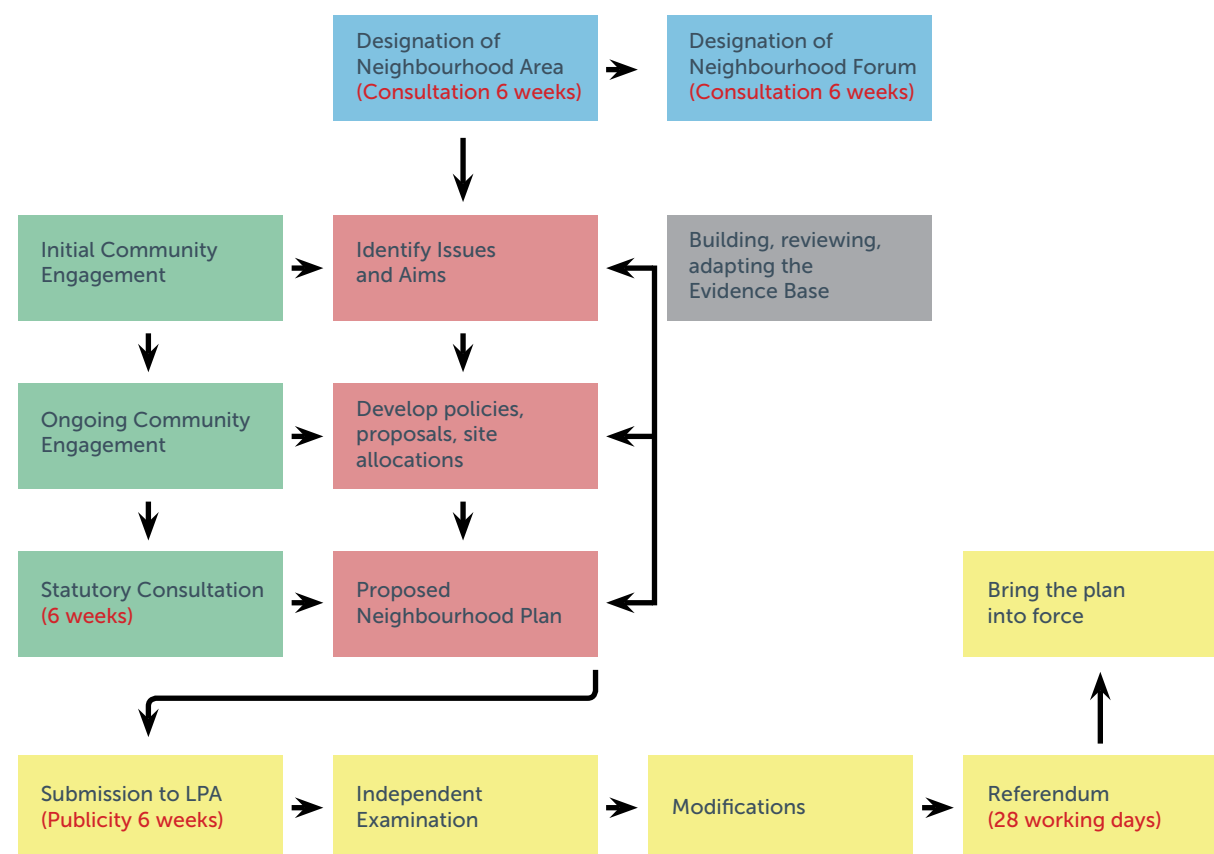 Designation of
Neighbourhood Area
(Consultation 6 weeks)
Designation of
Neighbourhood Forum
(Consultation 6 weeks)
Initial Community
Engagement
Identify Issues
and Aims
Building, reviewing,
adapting the
Evidence Base
Ongoing Community
Engagement
Develop policies,
proposals, site
allocations
Statutory Consultation
(6 weeks)
Proposed
Neighbourhood Plan
Bring the plan
into force
Submission to LPA
(Publicity 6 weeks)
Independent
Examination
Modifications
Referendum
(28 working days)